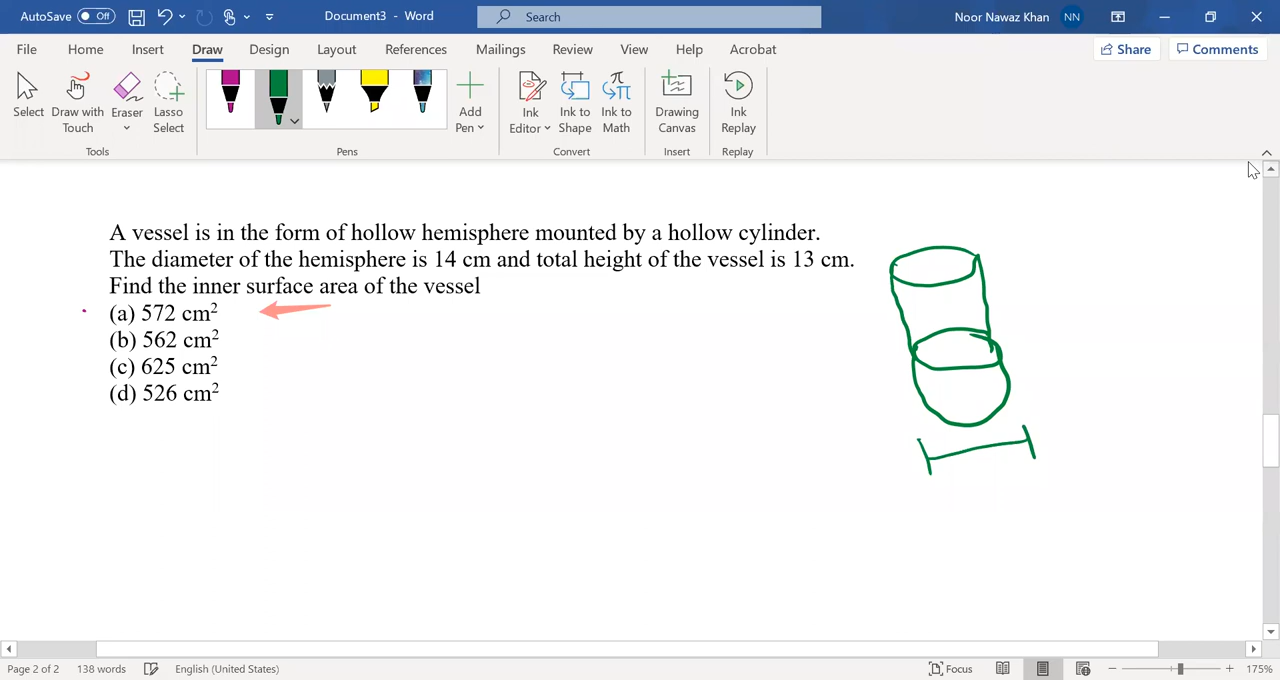 AutoSave Off Document3 - Word Search Noor Nawaz Khan NN
File Home Insert Draw Design Layout References Mailings Review View Help Acrobat Share Comments
Select Draw with Touch Eraser Lasso Select Add Pen Ink Editor Ink to Shape Ink to Math Drawing Canvas Ink Replay
Tools Pens Convert Insert Replay
A vessel is in the form of hollow hemisphere mounted by a hollow cylinder.
The diameter of the hemisphere is 14 cm and total height of the vessel is 13 cm.
Find the inner surface area of the vessel
(a) 572 cm²
(b) 562 cm²
(c) 625 cm²
(d) 526 cm²
Page 2 of 2 138 words English (United States) Focus 175%